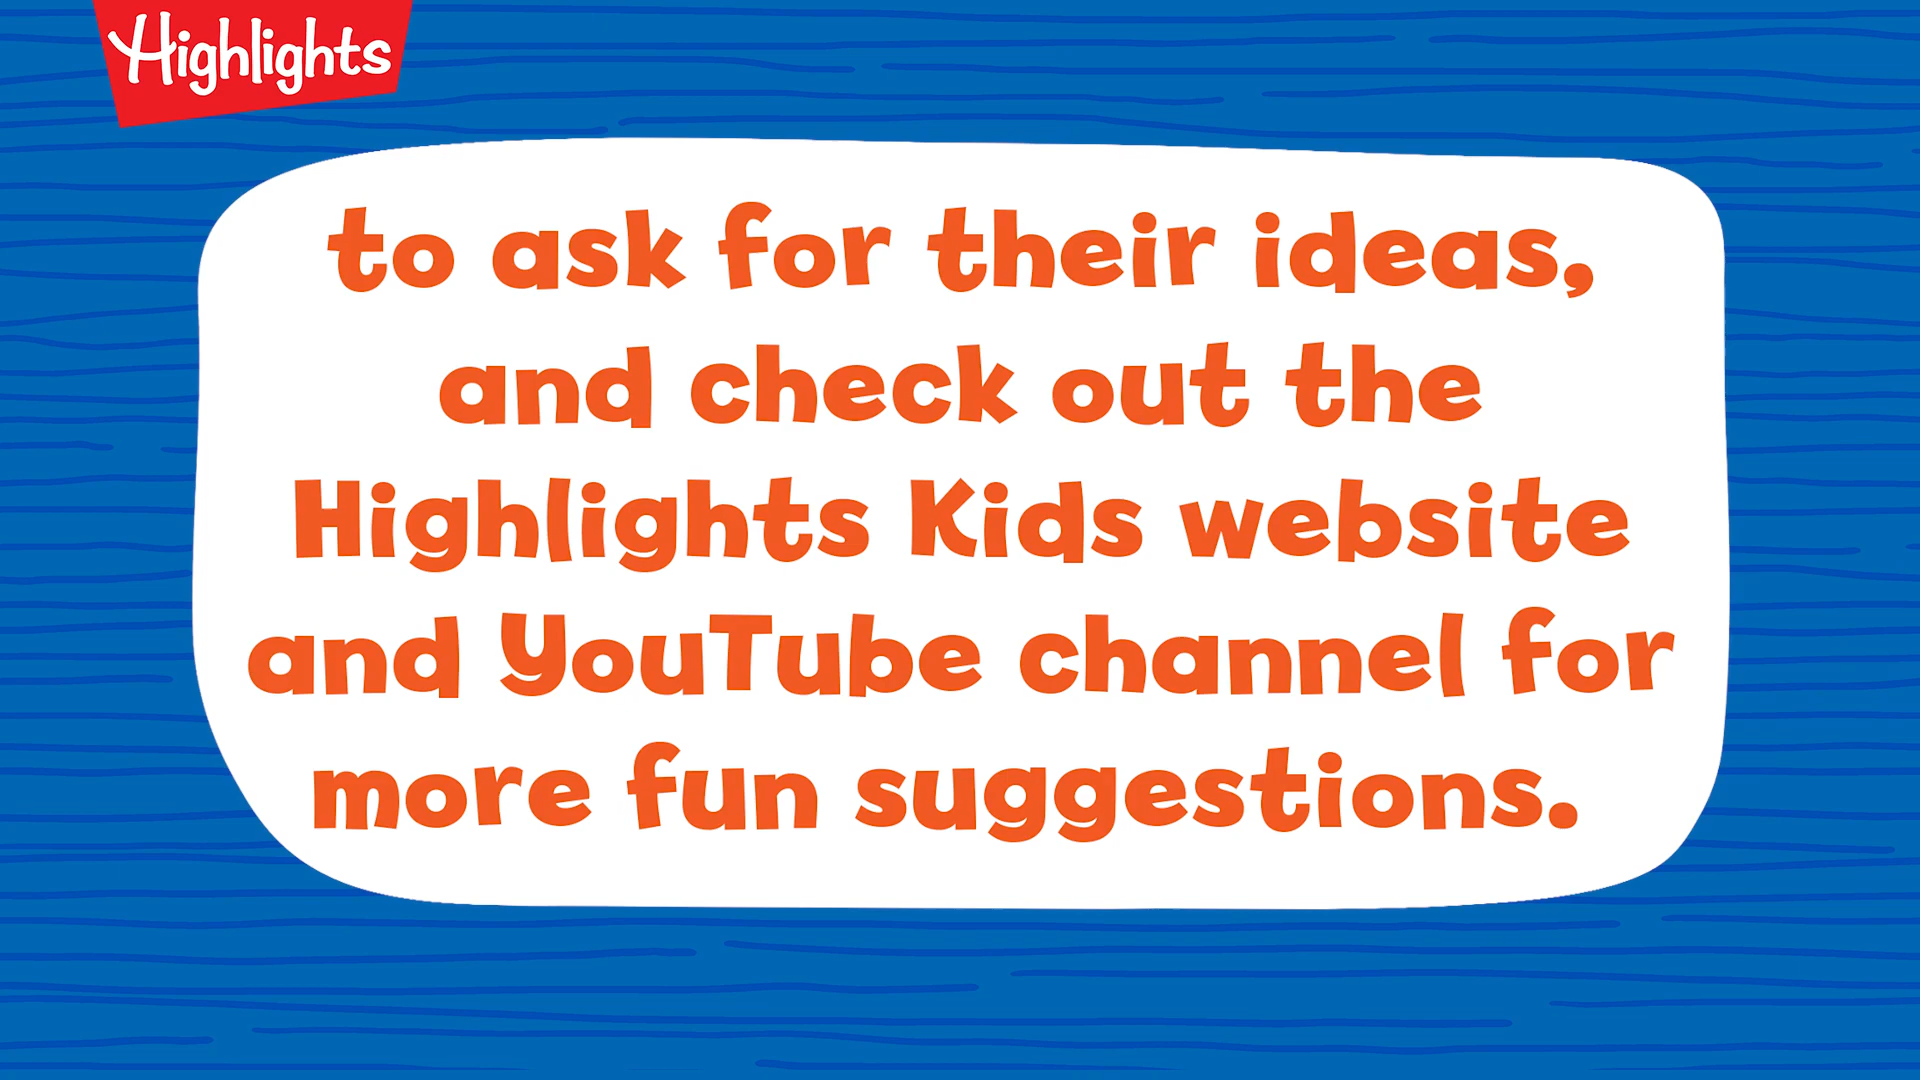 Highlights
to ask for their ideas,
and check out the
Highlights Kids website
and YouTube channel for
more fun suggestions.